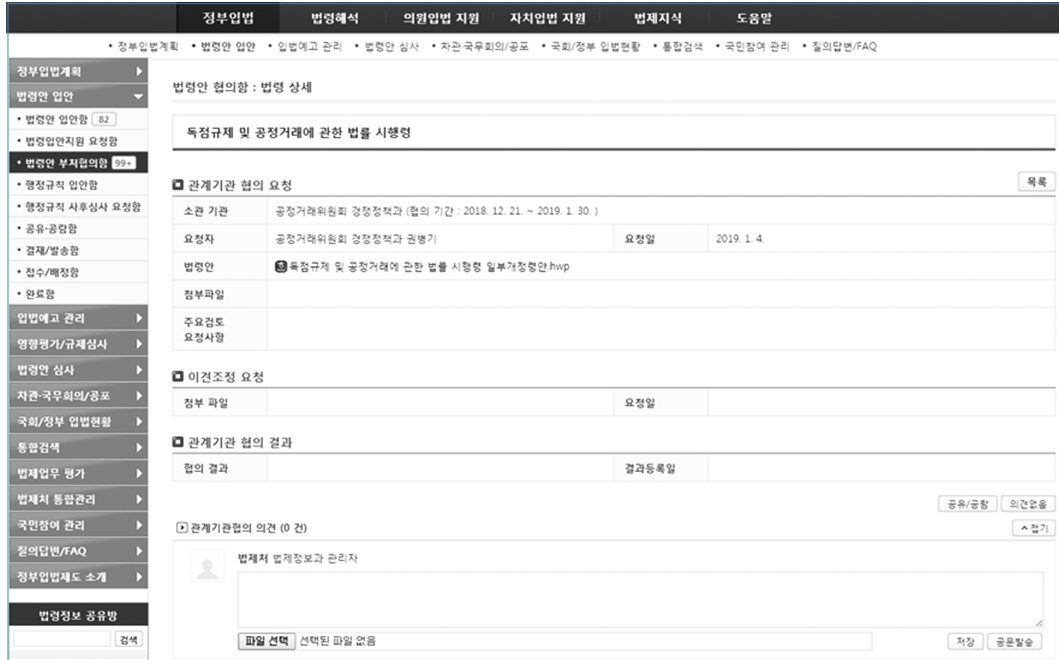 정부입법 법령해석 의원입법 지원 자치입법 지원 법제지식 도움말
• 정부입법계획 • 법령안 입안 • 입법예고 관리 • 법령안 심사 • 차관·국무회의/공포 • 국회/정부 입법현황 • 통합검색 • 국민참여 관리 • 질의답변/FAQ
정부입법계획
법령안 입안
• 법령안 입안함 82
• 법령입안지원 요청함
• 법령안 부처협의함 99+
• 행정규칙 입안함
• 행정규칙 사후심사 요청함
• 공유·공람함
• 결재/발송함
• 접수/배정함
• 완료함
입법예고 관리
영향평가/규제심사
법령안 심사
차관·국무회의/공포
국회/정부 입법현황
통합검색
법제업무 평가
법제처 통합관리
국민참여 관리
질의답변/FAQ
정부입법제도 소개
법령정보 공유방
검색
법령안 협의함 : 법령 상세
독점규제 및 공정거래에 관한 법률 시행령
관계기관 협의 요청 목록
소관 기관 공정거래위원회 경쟁정책과 (협의 기간 : 2018. 12. 21. ~ 2019. 1. 30. )
요청자 공정거래위원회 경쟁정책과 권병기 요청일 2019. 1. 4.
법령안 독점규제 및 공정거래에 관한 법률 시행령 일부개정령안.hwp
첨부파일
주요검토
요청사항
이견조정 요청
첨부 파일 요청일
관계기관 협의 결과
협의 결과 결과등록일
공유/공람 의견없음
관계기관협의 의견 (0 건) 접기
법제처 법제정보과 관리자
파일 선택 선택된 파일 없음 저장 공문발송